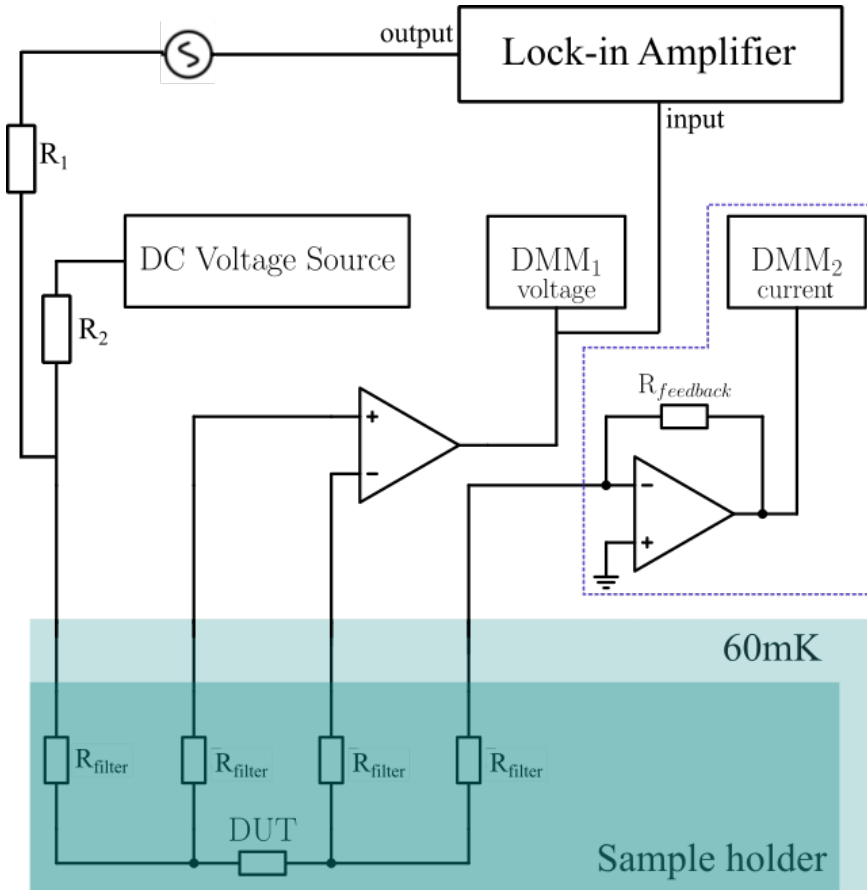 output
Lock-in Amplifier
input
R1
DC Voltage Source
R2
DMM1
voltage
DMM2
current
Rfeedback
+
−
−
+
60mK
Rfilter
Rfilter
Rfilter
Rfilter
DUT
Sample holder